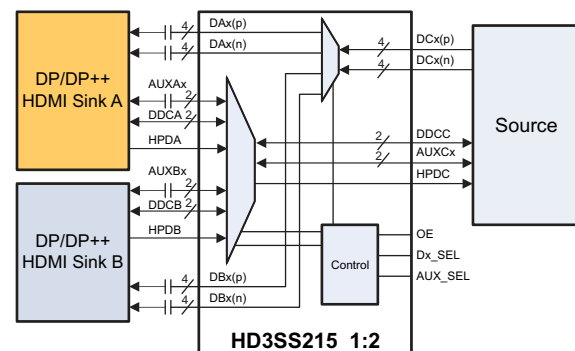 DP/DP++
HDMI Sink A
DP/DP++
HDMI Sink B
4
DAx(p)
4
DAx(n)
AUXAx
2
DDCA
2
HPDA
AUXBx
2
DDCB
2
HPDB
4
DBx(p)
4
DBx(n)
4
DCx(p)
4
DCx(n)
2
DDCC
2
AUXCx
HPDC
Source
Control
OE
Dx_SEL
AUX_SEL
HD3SS215 1:2